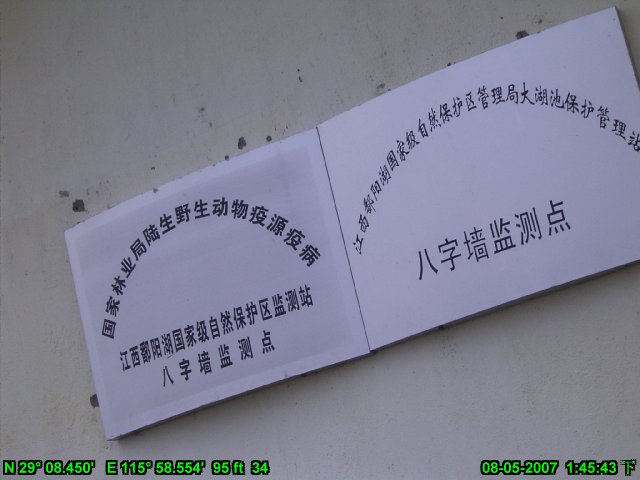 国家林业局陆生野生动物疫源疫病
江西鄱阳湖国家级自然保护区监测站
八字墙监测点
江西鄱阳湖国家级自然保护区管理局大湖池保护管理站
八字墙监测点
N 29° 08.450' E 115° 58.554' 95 ft 34
08-05-2007 1:45:43 下